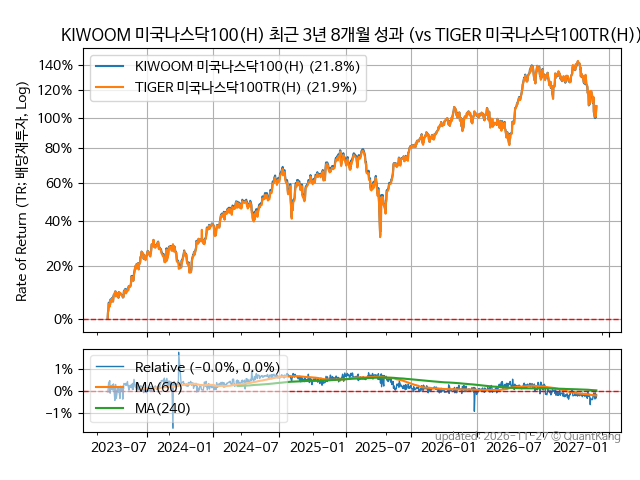 KIWOOM 미국나스닥100(H) 최근 3년 8개월 성과 (vs TIGER 미국나스닥100TR(H))
Rate of Return (TR: 배당재투자, Log)
140%
120%
100%
80%
60%
40%
20%
0%
KIWOOM 미국나스닥100(H) (21.8%)
TIGER 미국나스닥100TR(H) (21.9%)
1%
0%
−1%
Relative (−0.0%, 0.0%)
MA(60)
MA(240)
updated: 2026-11-27 © QuantKang
2023-07 2024-01 2024-07 2025-01 2025-07 2026-01 2026-07 2027-01